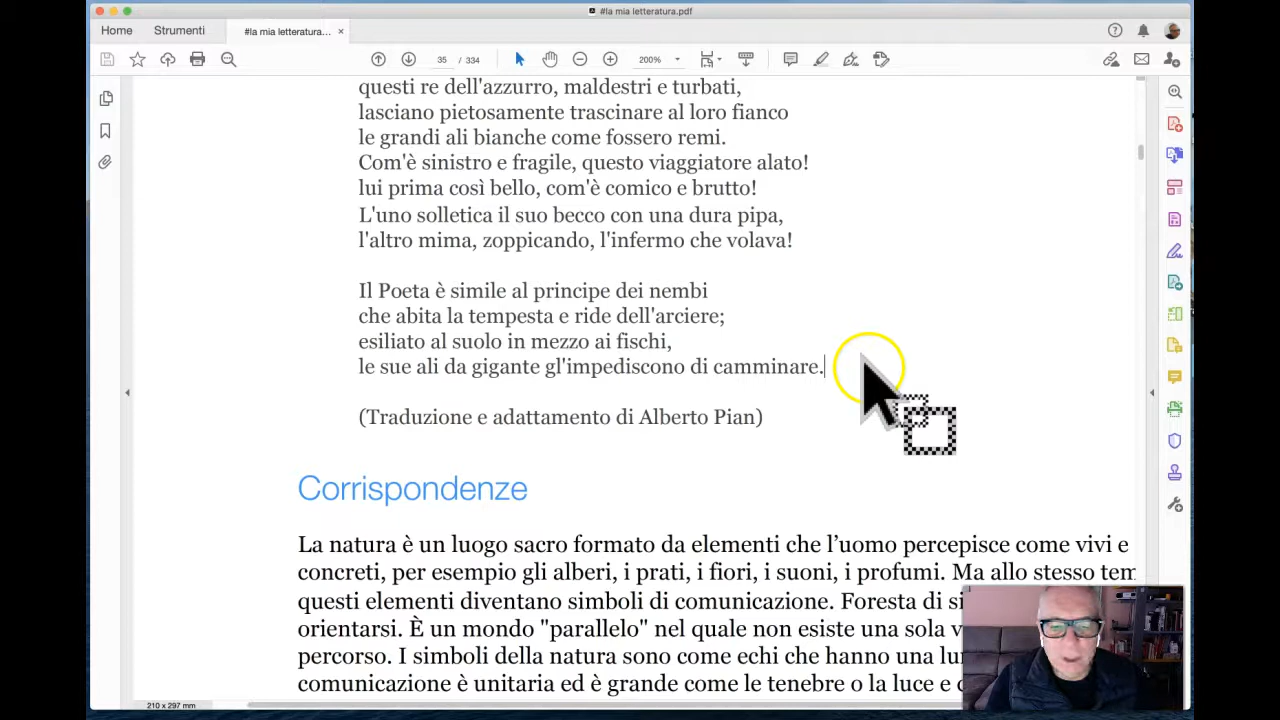 #la mia letteratura.pdf
Home Strumenti #la mia letteratura... ×
35 / 334 200%
questi re dell'azzurro, maldestri e turbati,
lasciano pietosamente trascinare al loro fianco
le grandi ali bianche come fossero remi.
Com'è sinistro e fragile, questo viaggiatore alato!
lui prima così bello, com'è comico e brutto!
L'uno solletica il suo becco con una dura pipa,
l'altro mima, zoppicando, l'infermo che volava!
Il Poeta è simile al principe dei nembi
che abita la tempesta e ride dell'arciere;
esiliato al suolo in mezzo ai fischi,
le sue ali da gigante gl'impediscono di camminare.
(Traduzione e adattamento di Alberto Pian)
Corrispondenze
La natura è un luogo sacro formato da elementi che l’uomo percepisce come vivi e
concreti, per esempio gli alberi, i prati, i fiori, i suoni, i profumi. Ma allo stesso tem
questi elementi diventano simboli di comunicazione. Foresta di si
orientarsi. È un mondo "parallelo" nel quale non esiste una sola v
percorso. I simboli della natura sono come echi che hanno una lun
comunicazione è unitaria ed è grande come le tenebre o la luce e
210 x 297 mm